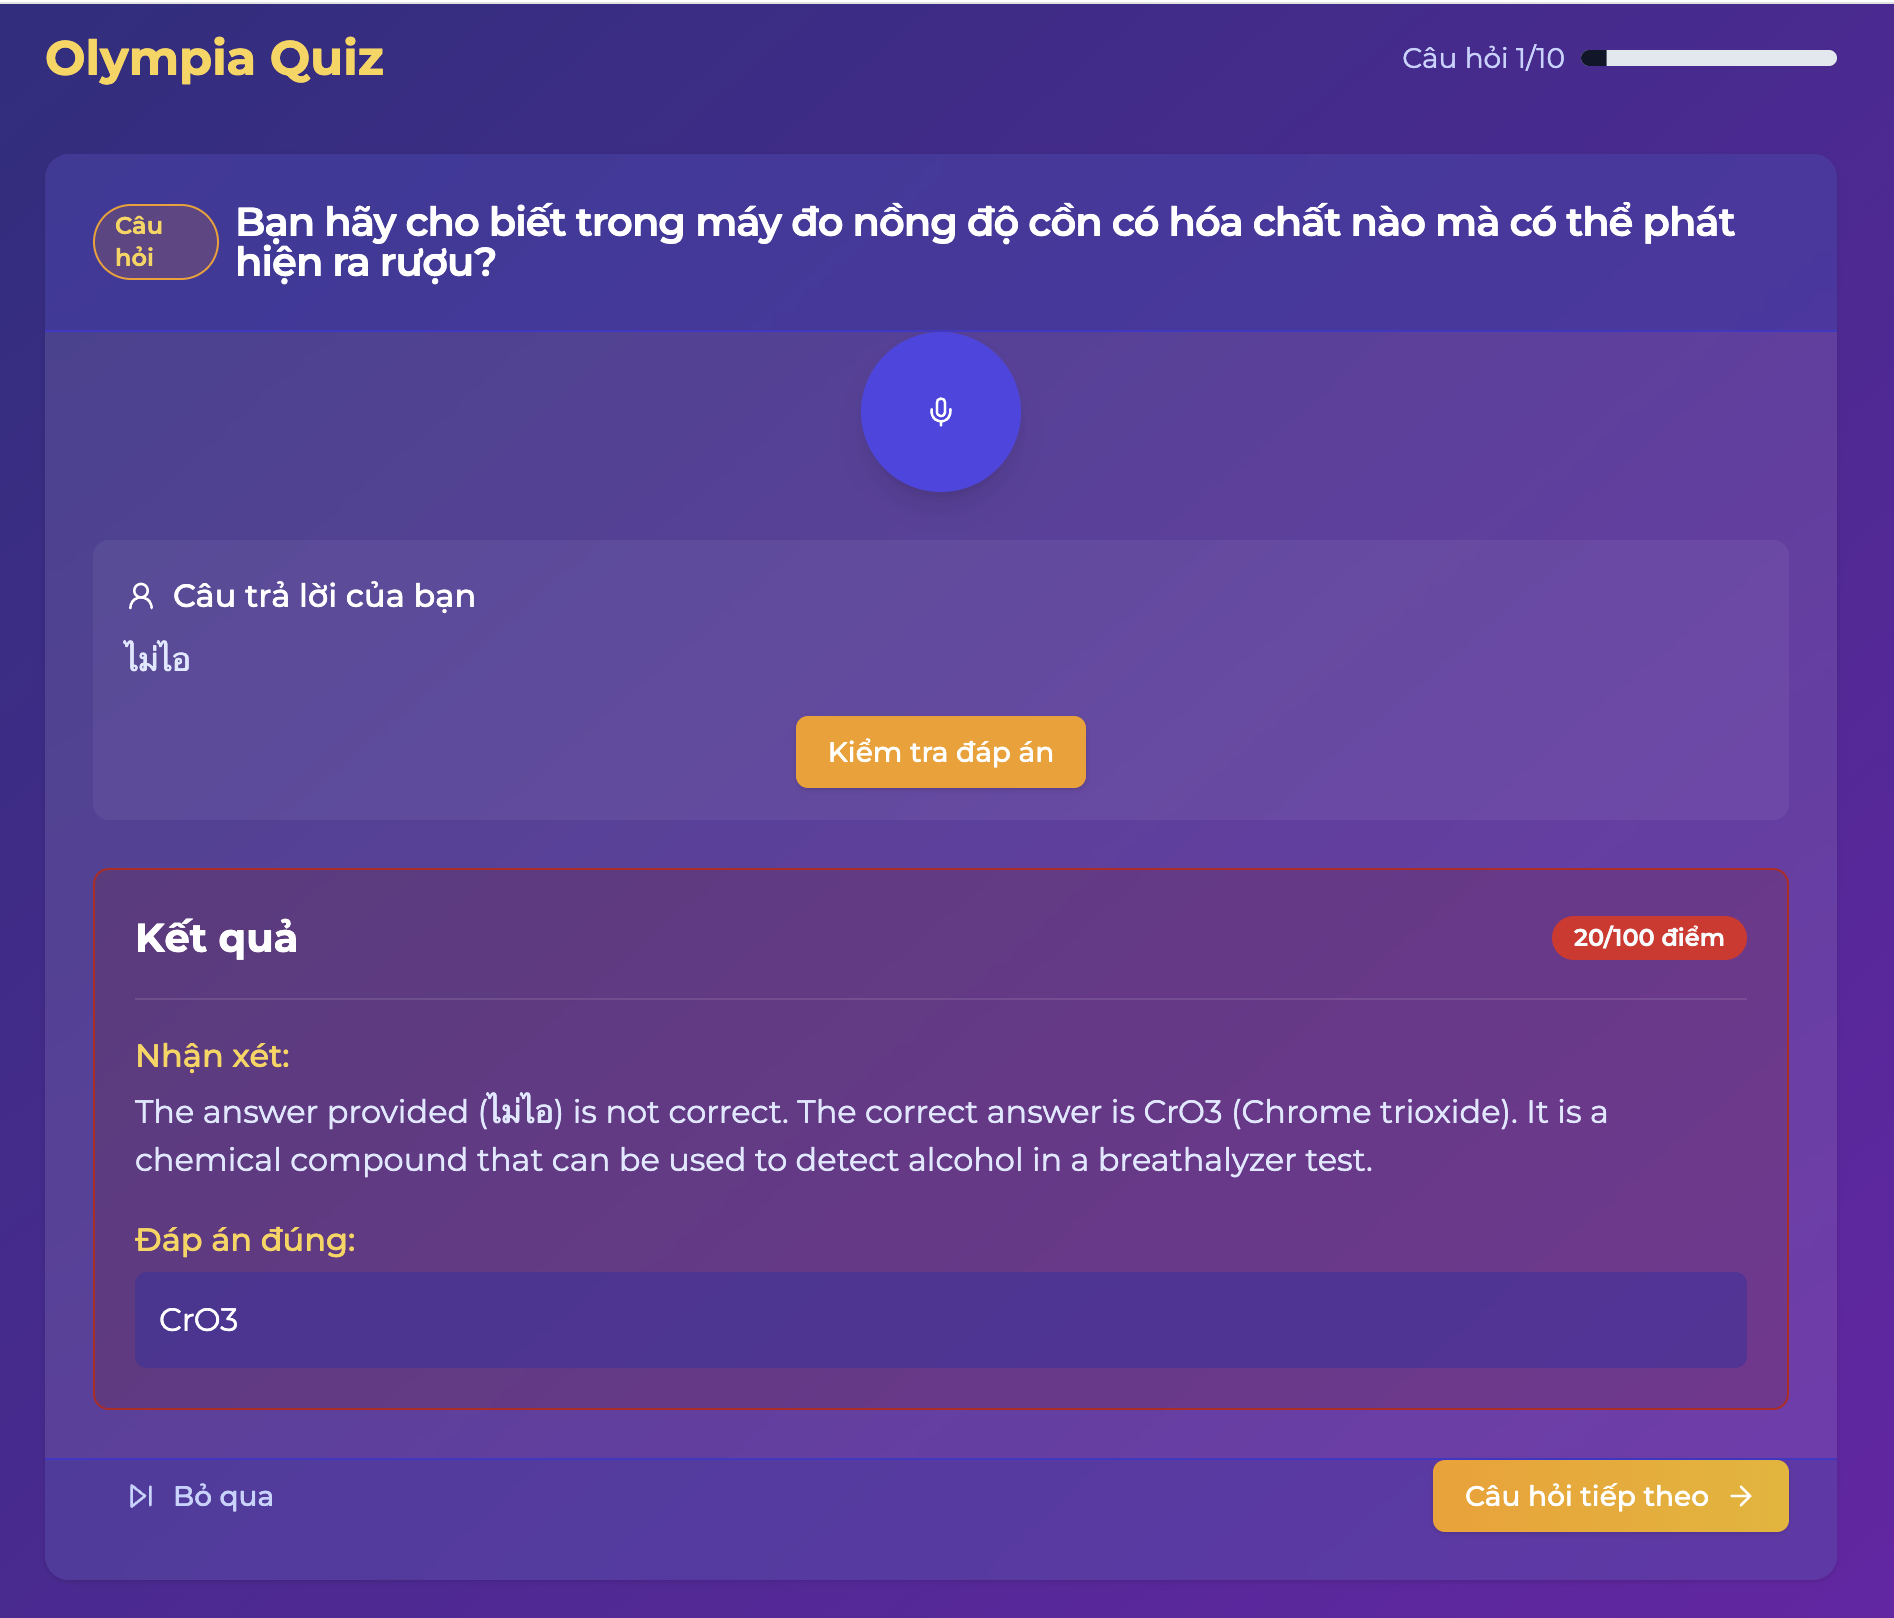 Olympia Quiz
Câu hỏi 1/10
Câu
hỏi
Bạn hãy cho biết trong máy đo nồng độ cồn có hóa chất nào mà có thể phát
hiện ra rượu?
Câu trả lời của bạn
ไม่ไอ
Kiểm tra đáp án
Kết quả
20/100 điểm
Nhận xét:
The answer provided (ไม่ไอ) is not correct. The correct answer is CrO3 (Chrome trioxide). It is a
chemical compound that can be used to detect alcohol in a breathalyzer test.
Đáp án đúng:
CrO3
Bỏ qua
Câu hỏi tiếp theo